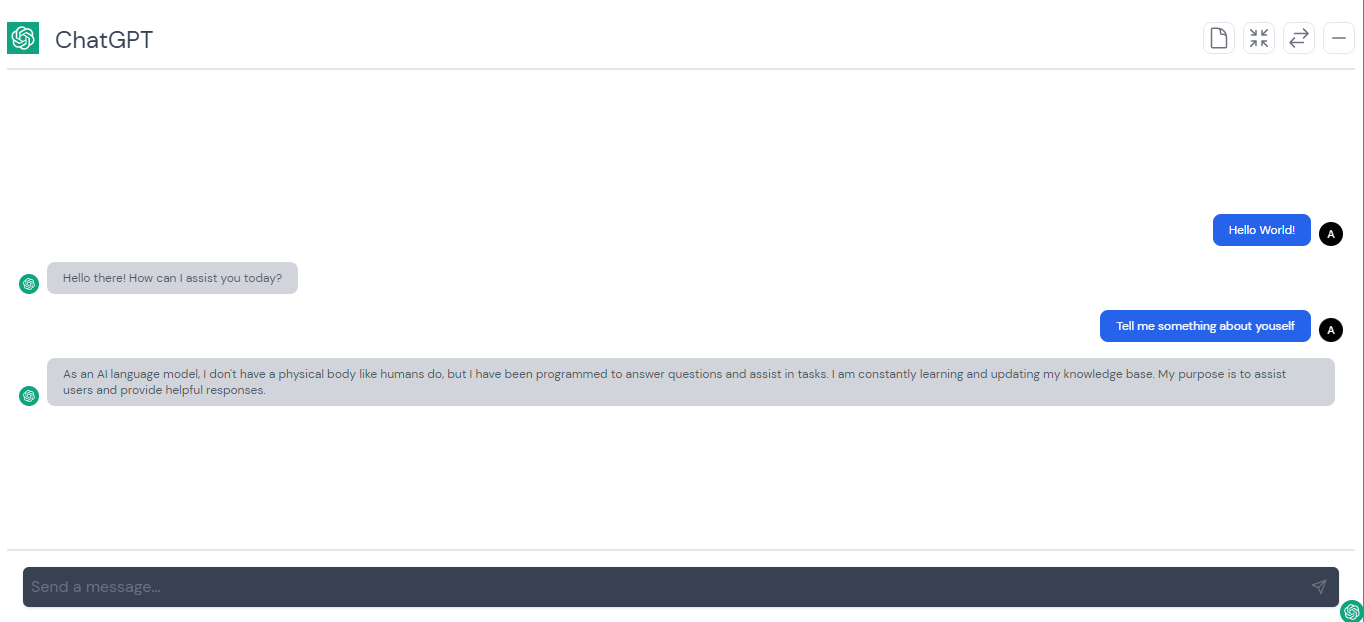 ChatGPT
Hello World!
A
Hello there! How can I assist you today?
Tell me something about youself
A
As an AI language model, I don't have a physical body like humans do, but I have been programmed to answer questions and assist in tasks. I am constantly learning and updating my knowledge base. My purpose is to assist
users and provide helpful responses.
Send a message...